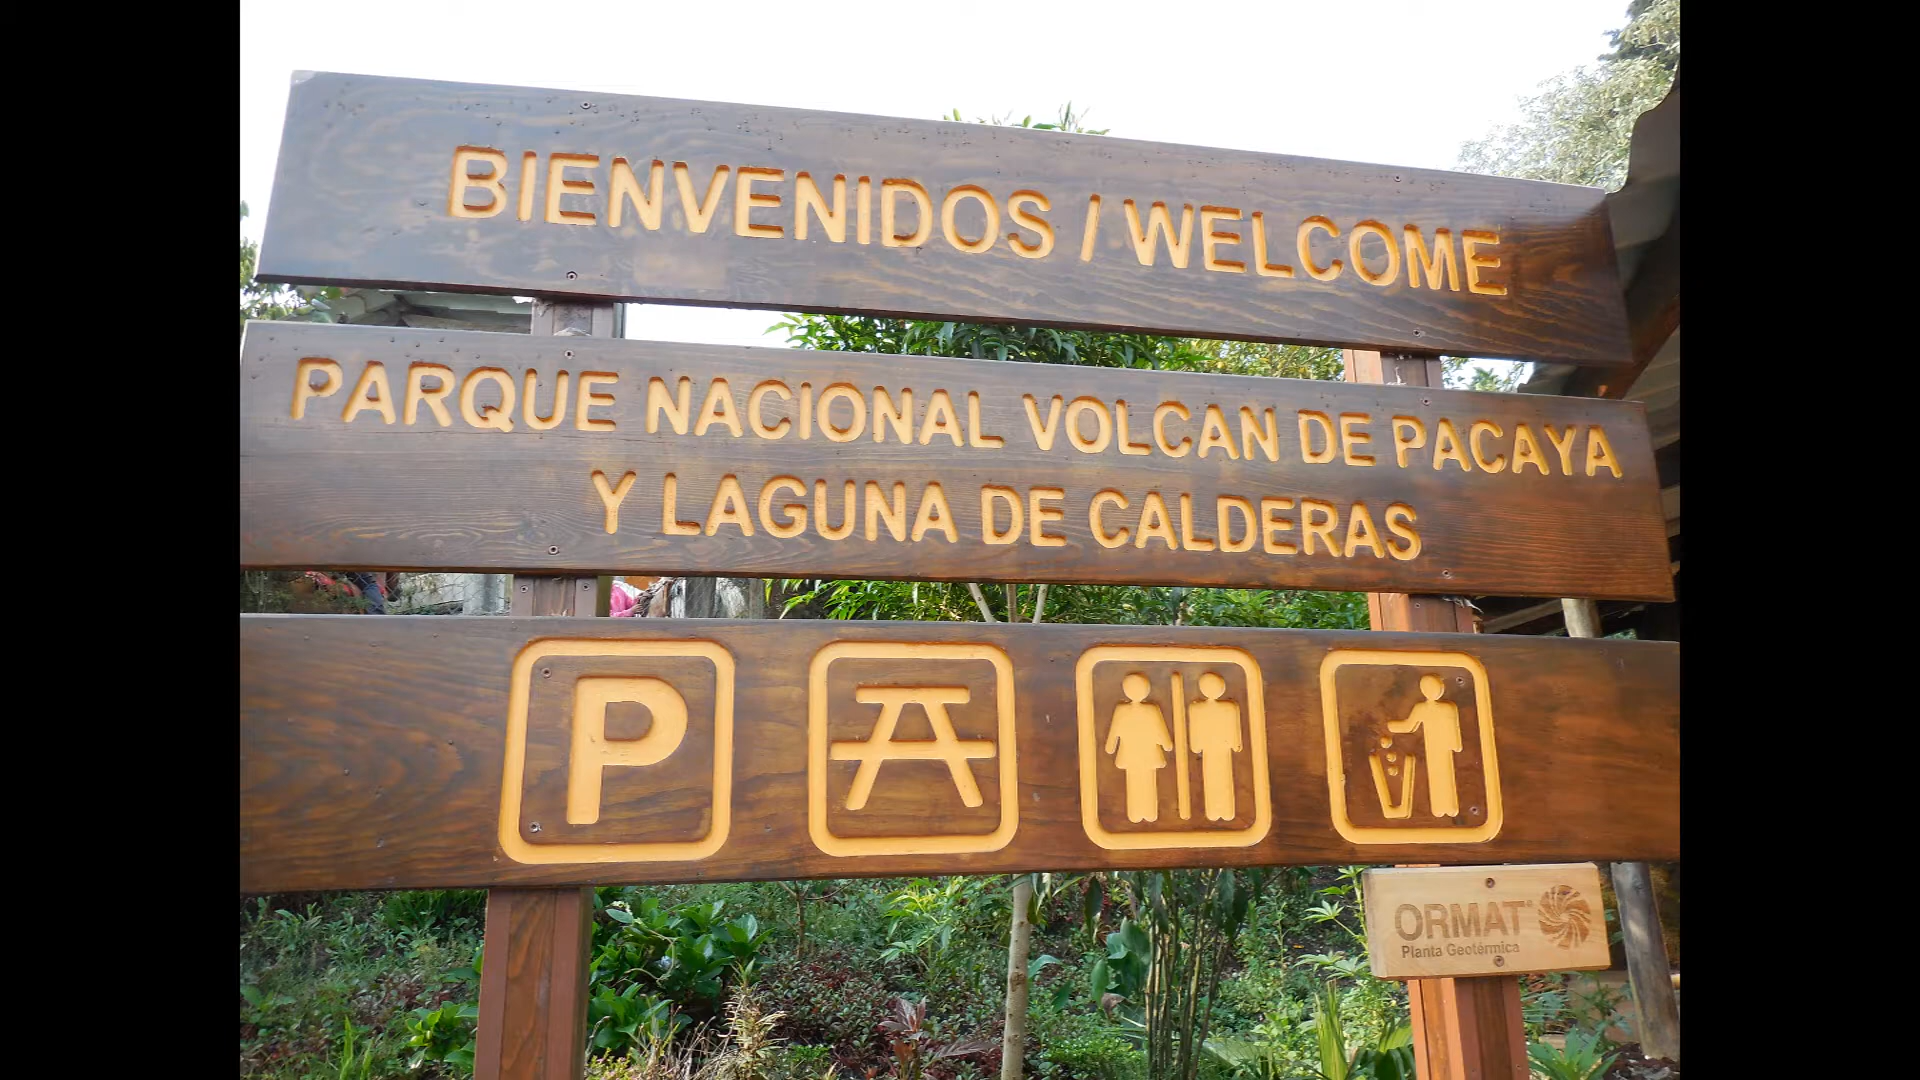 BIENVENIDOS / WELCOME
PARQUE NACIONAL VOLCAN DE PACAYA
Y LAGUNA DE CALDERAS
P
ORMAT®
Planta Geotérmica